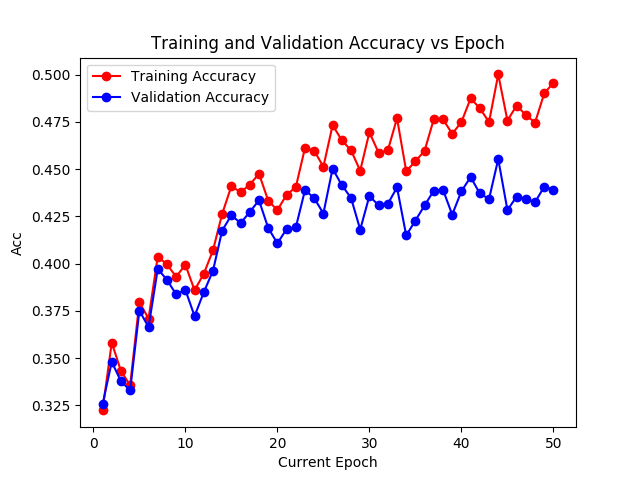 Training and Validation Accuracy vs Epoch
Training Accuracy
Validation Accuracy
Acc
0.500
0.475
0.450
0.425
0.400
0.375
0.350
0.325
0
10
20
30
40
50
Current Epoch